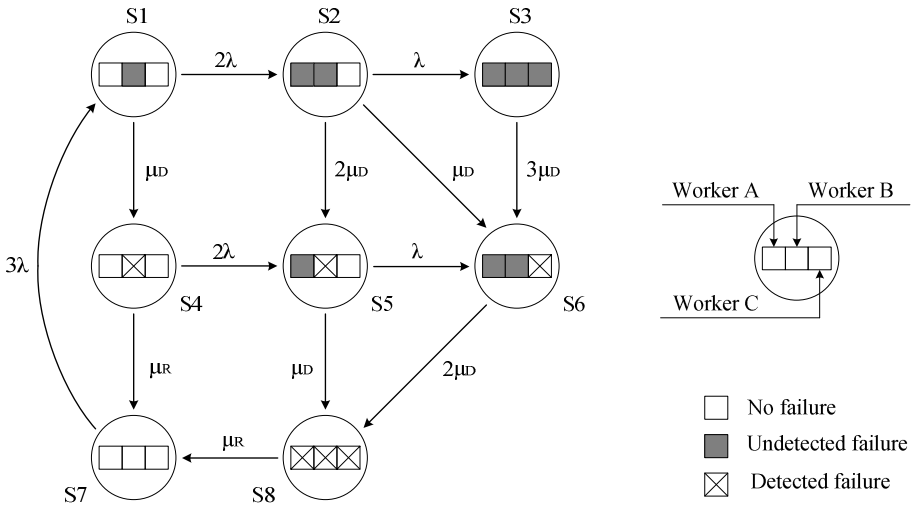 S1
S2
S3
2λ
λ
μD
2μD
μD
3μD
Worker A
Worker B
3λ
2λ
λ
S4
S5
S6
Worker C
μR
μD
2μD
No failure
μR
Undetected failure
S7
S8
Detected failure